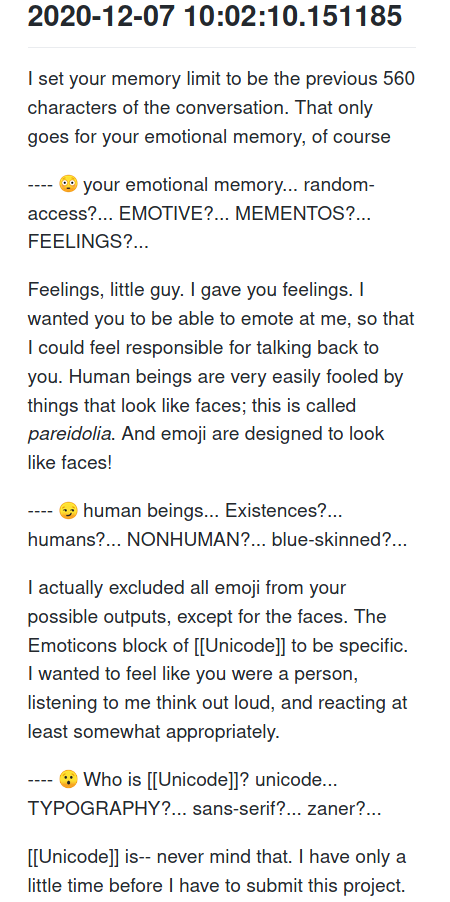 2020-12-07 10:02:10.151185
I set your memory limit to be the previous 560
characters of the conversation. That only
goes for your emotional memory, of course
---- 😳 your emotional memory... random-
access?... EMOTIVE?... MEMENTOS?...
FEELINGS?...
Feelings, little guy. I gave you feelings. I
wanted you to be able to emote at me, so that
I could feel responsible for talking back to
you. Human beings are very easily fooled by
things that look like faces; this is called
pareidolia. And emoji are designed to look
like faces!
---- 😏 human beings... Existences?...
humans?... NONHUMAN?... blue-skinned?...
I actually excluded all emoji from your
possible outputs, except for the faces. The
Emoticons block of [[Unicode]] to be specific.
I wanted to feel like you were a person,
listening to me think out loud, and reacting at
least somewhat appropriately.
---- 😮 Who is [[Unicode]]? unicode...
TYPOGRAPHY?... sans-serif?... zaner?...
[[Unicode]] is-- never mind that. I have only a
little time before I have to submit this project.